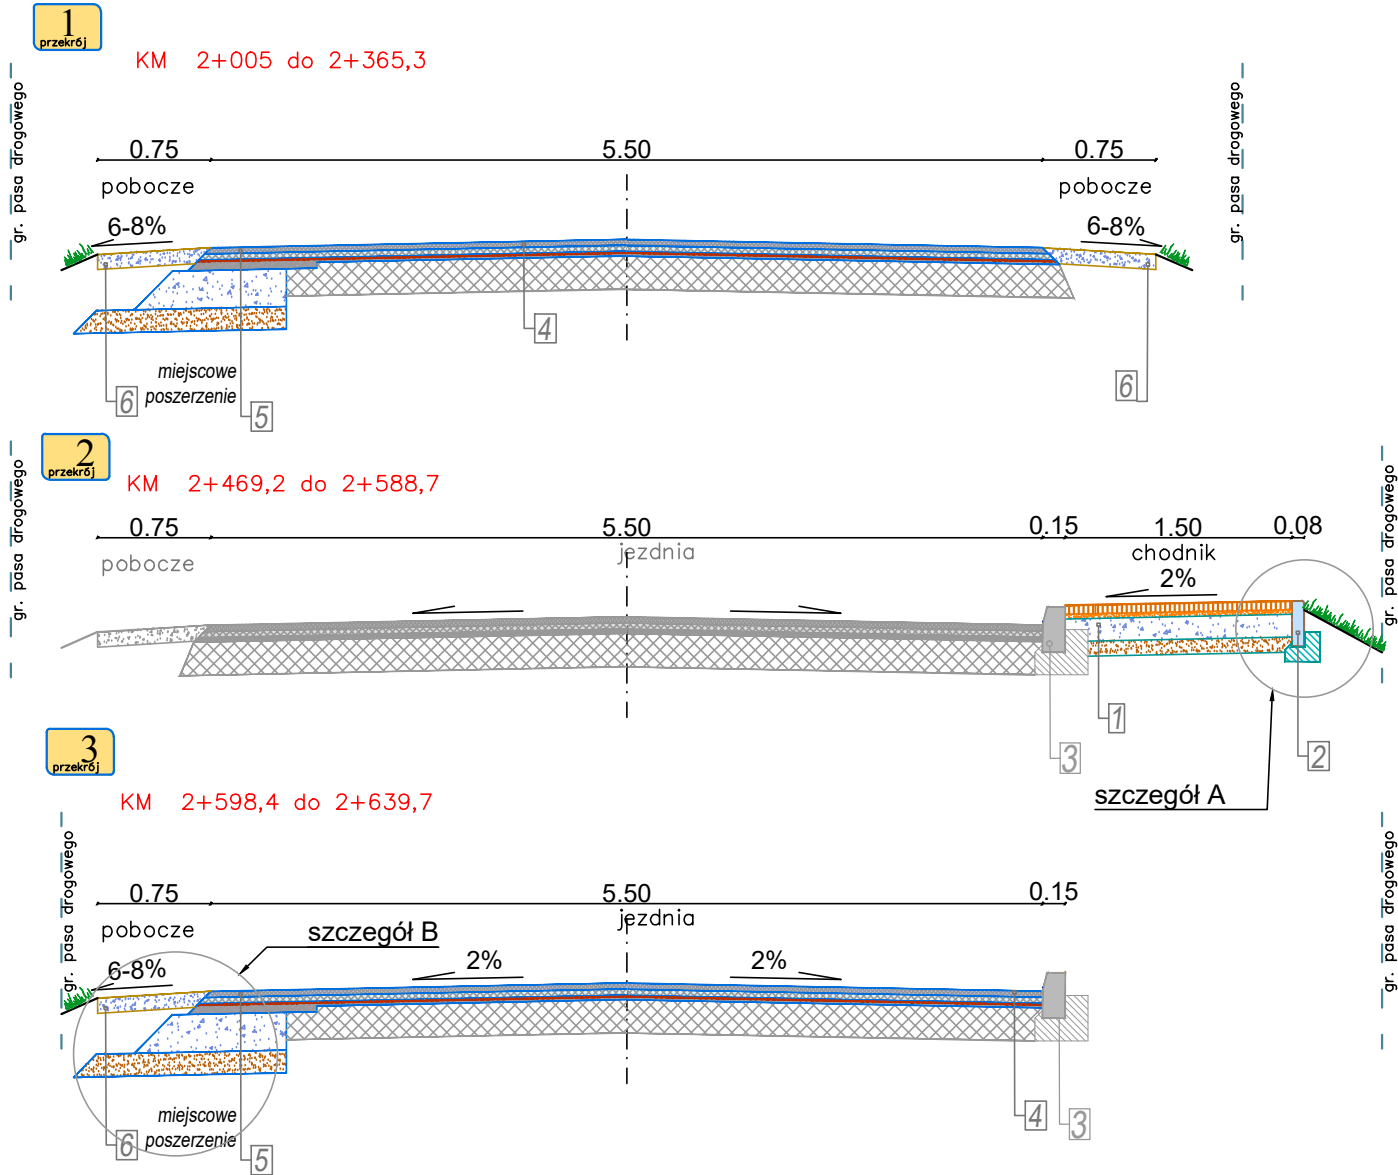 1
przekrój
KM 2+005 do 2+365,3
gr. pasa drogowego
gr. pasa drogowego
0.75 5.50 0.75
pobocze pobocze
6-8% 6-8%
4
miejscowe
poszerzenie
6 5 6
2
przekrój
KM 2+469,2 do 2+588,7
gr. pasa drogowego
gr. pasa drogowego
0.75 5.50 0.15 1.50 0.08
pobocze jezdnia chodnik
2%
1
3 2
szczegół A
3
przekrój
KM 2+598,4 do 2+639,7
gr. pasa drogowego
gr. pasa drogowego
0.75 5.50 0.15
pobocze jezdnia
szczegół B
6-8% 2% 2%
miejscowe
poszerzenie
6 5 4 3